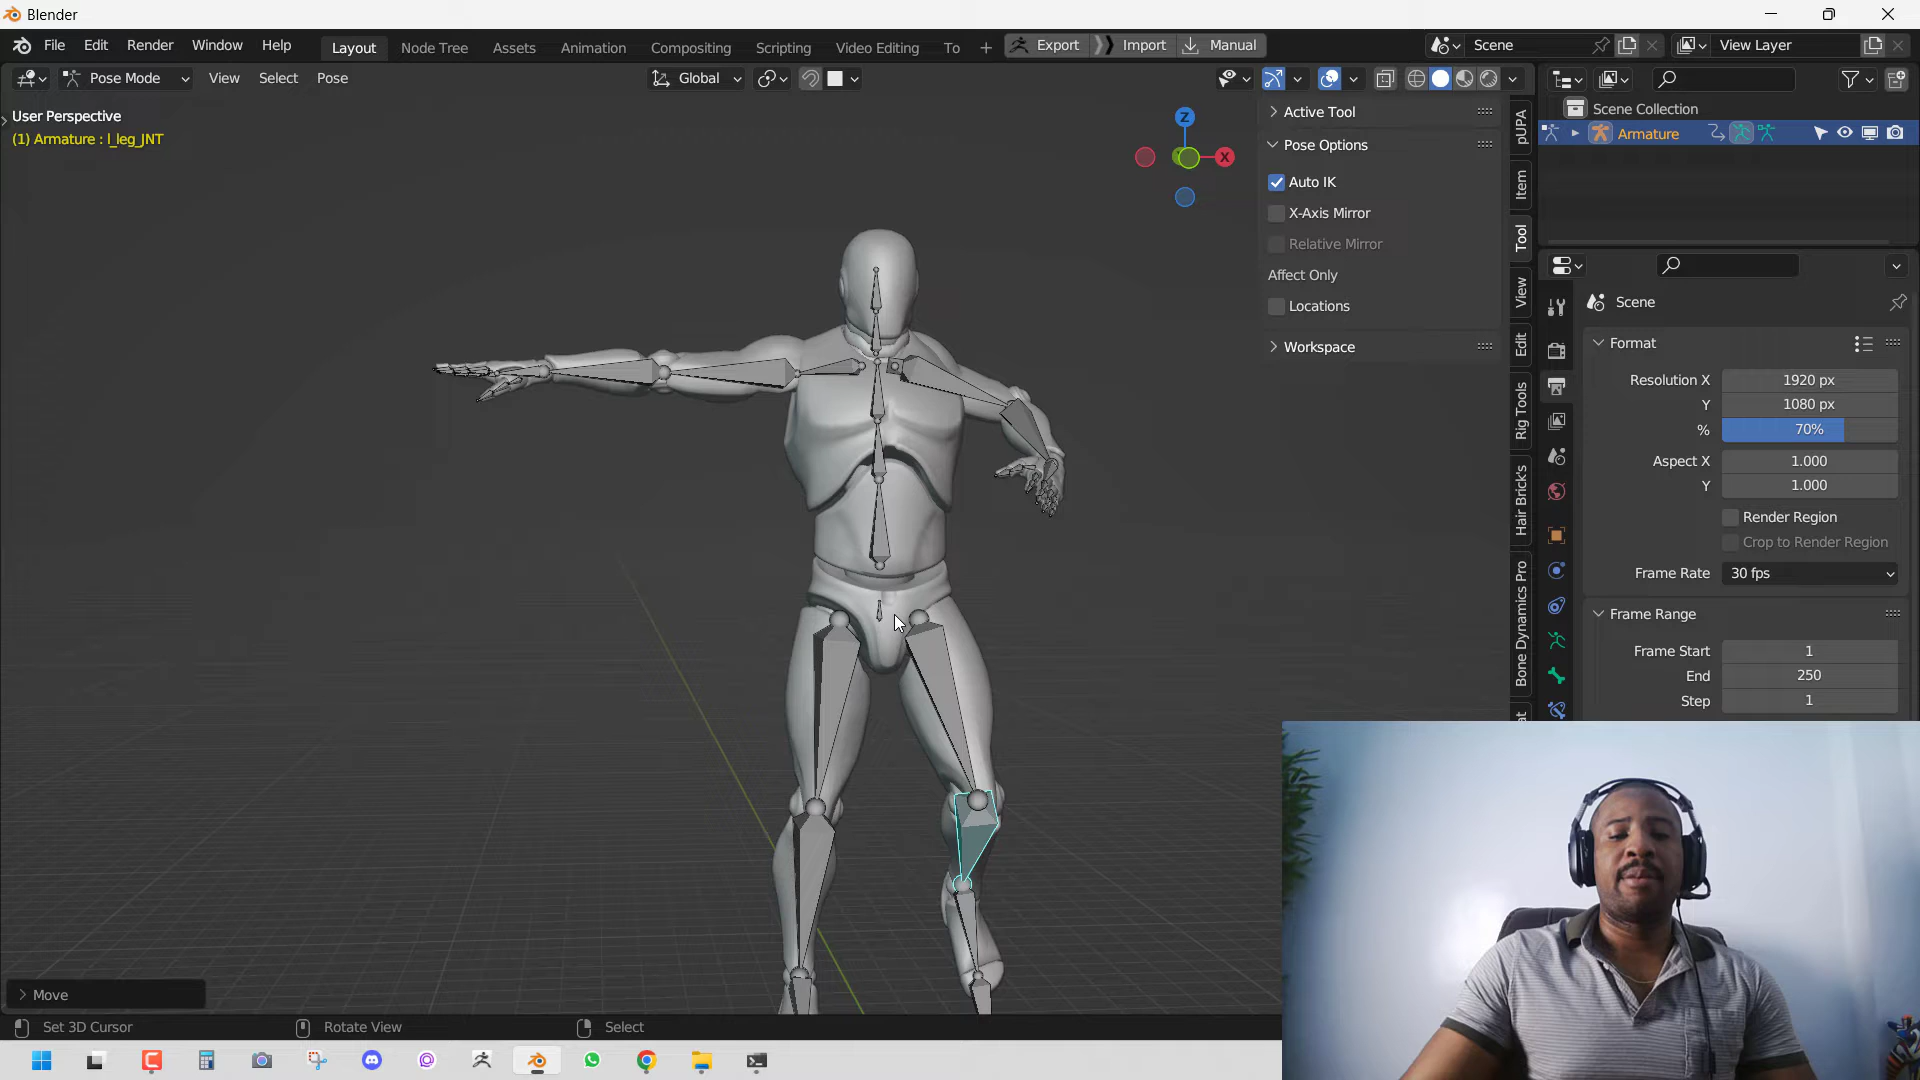 Blender
File Edit Render Window Help
Layout Node Tree Assets Animation Compositing Scripting Video Editing To
Export Import Manual
Scene
View Layer
Pose Mode View Select Pose
Global
User Perspective
(1) Armature : l_leg_JNT
Z
X
Active Tool
Pose Options
Auto IK
X-Axis Mirror
Relative Mirror
Affect Only
Locations
Workspace
pUPA
Item
Tool
View
Edit
Rig Tools
Hair Brick's
Bone Dynamics Pro
Scene Collection
Armature
Scene
Format
Resolution X 1920 px
Y 1080 px
% 70%
Aspect X 1.000
Y 1.000
Render Region
Crop to Render Region
Frame Rate 30 fps
Frame Range
Frame Start 1
End 250
Step 1
Move
Set 3D Cursor Rotate View Select